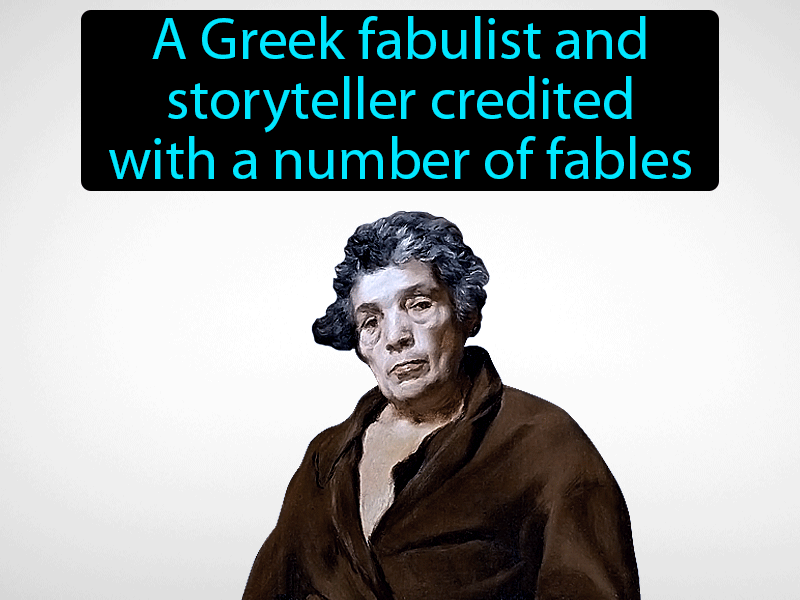 A Greek fabulist and
storyteller credited
with a number of fables